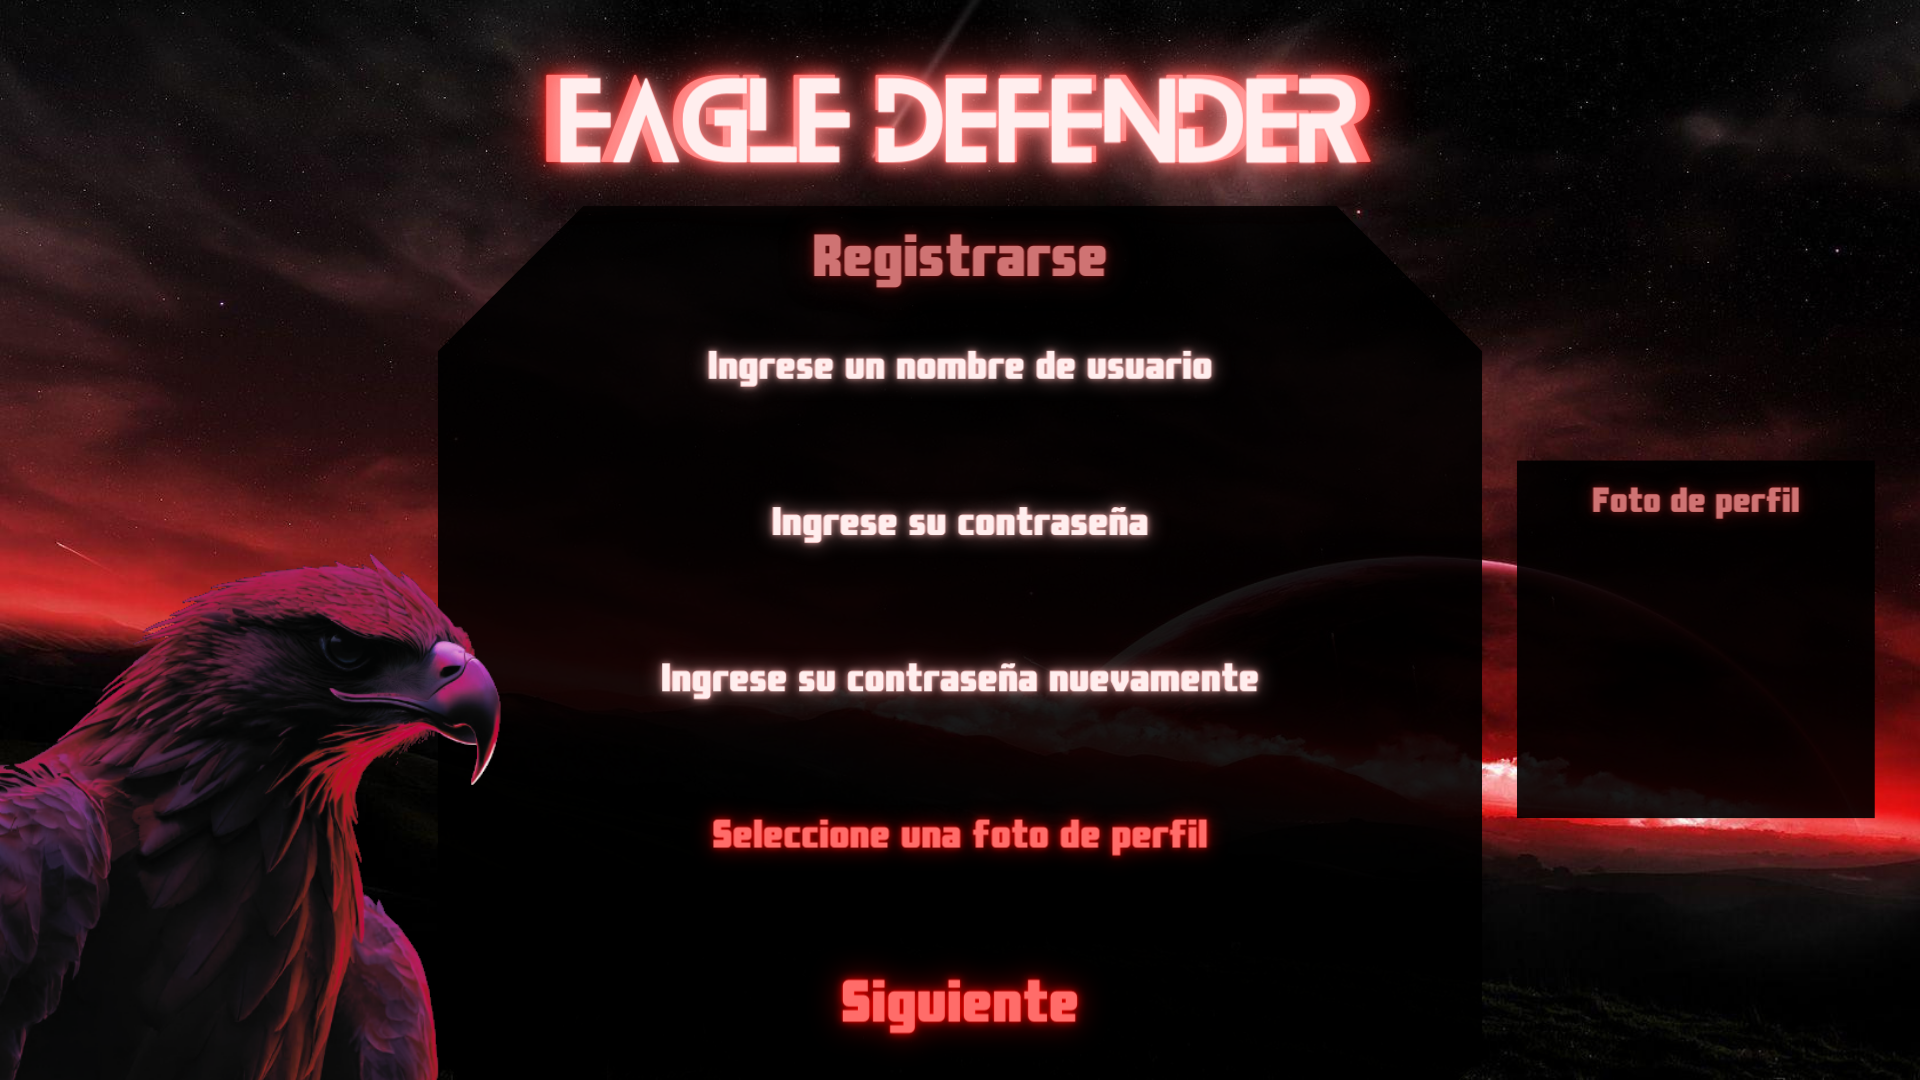 EAGLE DEFENDER
Registrarse
Ingrese un nombre de usuario
Ingrese su contraseña
Foto de perfil
Ingrese su contraseña nuevamente
Seleccione una foto de perfil
Siguiente